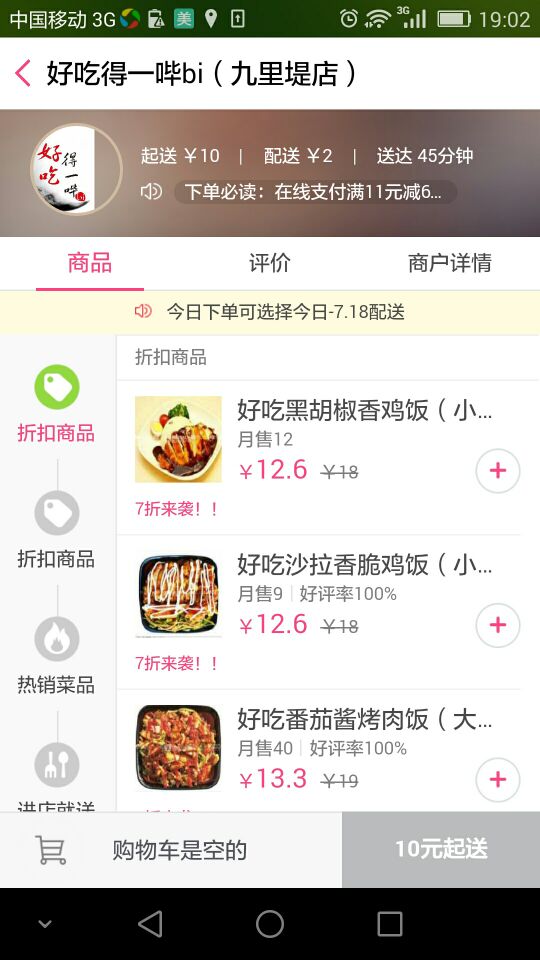 中国移动 3G 美 3G 19:02
好吃得一哔bi（九里堤店）
好吃 得一哔 bi
起送 ￥10 | 配送 ￥2 | 送达 45分钟
下单必读：在线支付满11元减6...
商品 评价 商户详情
今日下单可选择今日-7.18配送
折扣商品
折扣商品
热销菜品
进店就送
折扣商品
好吃黑胡椒香鸡饭（小...
月售12
￥12.6 ￥18
7折来袭！！
好吃沙拉香脆鸡饭（小...
月售9 好评率100%
￥12.6 ￥18
7折来袭！！
好吃番茄酱烤肉饭（大...
月售40 好评率100%
￥13.3 ￥19
购物车是空的
10元起送